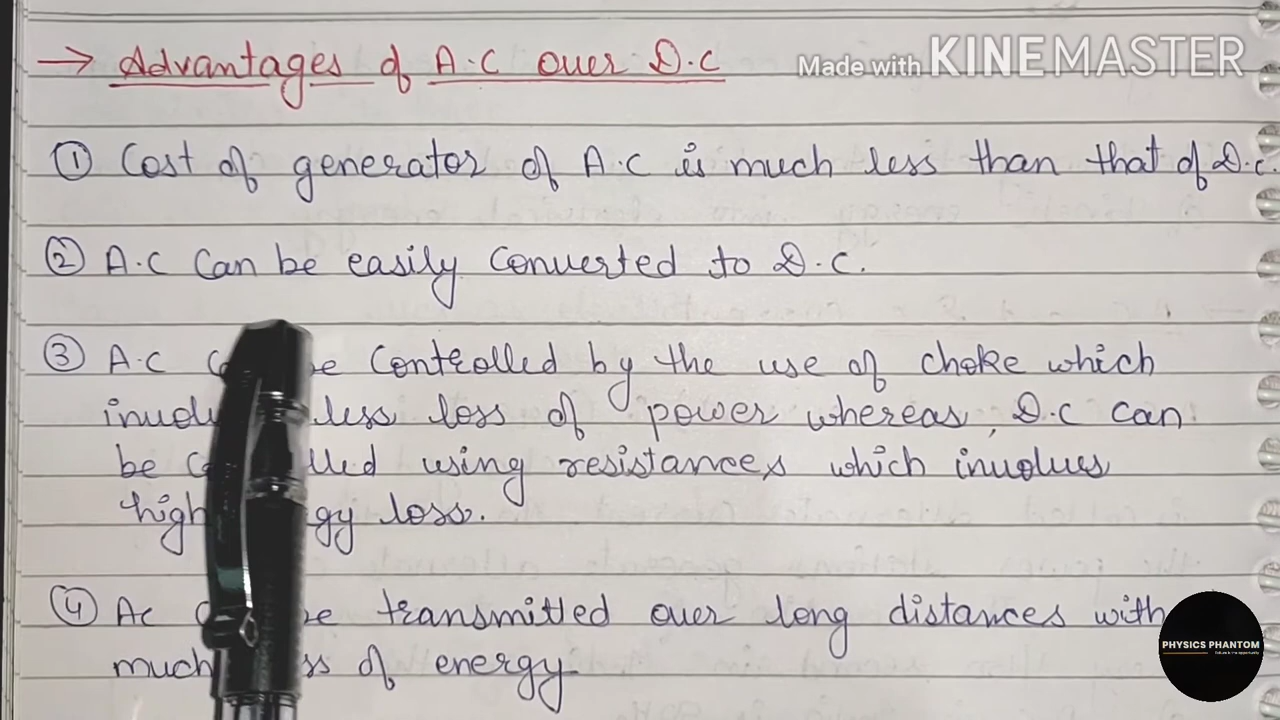 → Advantages of A.C over D.C
Made with KINEMASTER
① Cost of generator of A.C is much less than that of D.C.
② A.C Can be easily Converted to D.C.
③ A.C Controlled by the use of choke which
less loss of power whereas, D.C can
be using resistances which involves
loss.
④ AC transmitted over long distances with
much of energy
PHYSICS PHANTOM